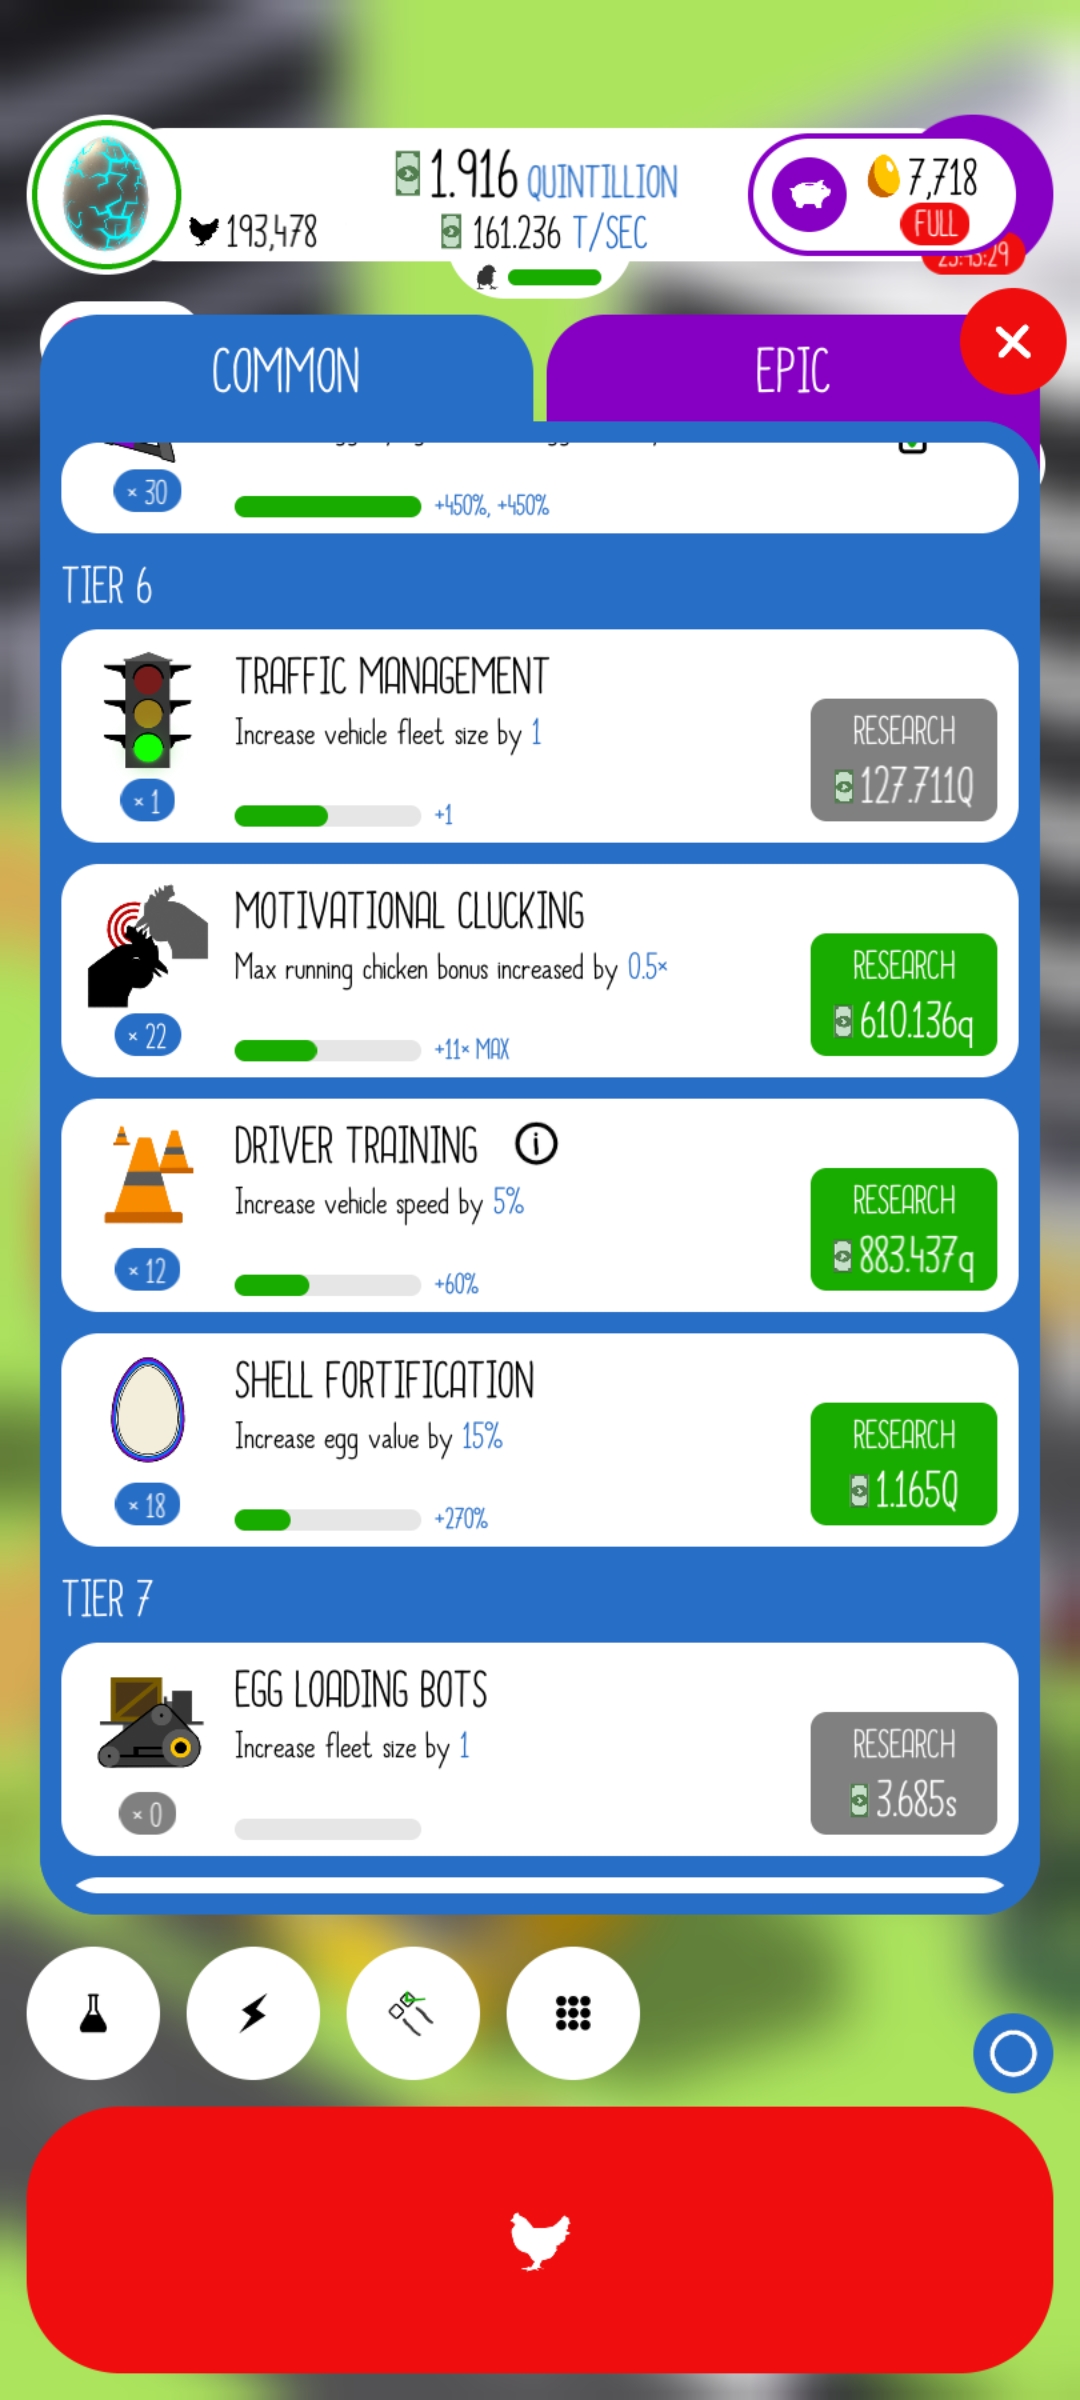 1.916 QUINTILLION
7,718
193,478
161.236 T/SEC
FULL
COMMON
EPIC
× 30
+450%, +450%
TIER 6
TRAFFIC MANAGEMENT
Increase vehicle fleet size by 1
RESEARCH
127.711Q
× 1
+1
MOTIVATIONAL CLUCKING
Max running chicken bonus increased by 0.5×
RESEARCH
610.136q
× 22
+11× MAX
DRIVER TRAINING
Increase vehicle speed by 5%
RESEARCH
883.437q
× 12
+60%
SHELL FORTIFICATION
Increase egg value by 15%
RESEARCH
1.165Q
× 18
+270%
TIER 7
EGG LOADING BOTS
Increase fleet size by 1
RESEARCH
3.685s
× 0